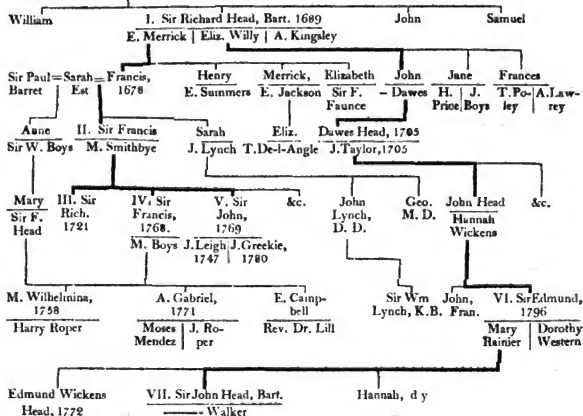 William I. Sir Richard Head, Bart. 1689 John Samuel
E. Merrick | Eliz. Willy | A. Kingsley
Sir Paul=Sarah=Francis, Henry Merrick, Elizabeth John Jane Frances
Barret Est 1678 E. Summers E. Jackson Sir F. -Dawes H. | J. T.Po- |A.Law-
Faunce Price|Boys ley | rey
Anne II. Sir Francis Sarah Eliz. Dawes Head, 1705
Sir W. Boys M. Smithbye J. Lynch T.De-l-Angle J.Taylor,1705
Mary III. Sir IV. Sir V. Sir &c. John Geo. John Head &c.
Sir F. Rich. Francis, John, Lynch, M. D. Hannah
Head 1721 1768. 1769 D. D. Wickens
M. Boys J.Leigh|J.Greekie,
1747 | 1780
M. Wilhelmina, A. Gabriel, E. Camp- Sir Wm John, VI. Sir Edmund,
1758 1771 bell Lynch, K.B. Fran. 1796
Harry Roper Moses | J. Ro- Rev. Dr. Lill Mary | Dorothy
Mendez | per Rainier | Western
Edmund Wickens VII. Sir John Head, Bart. Hannah, d y
Head, 1772 —— - Walker